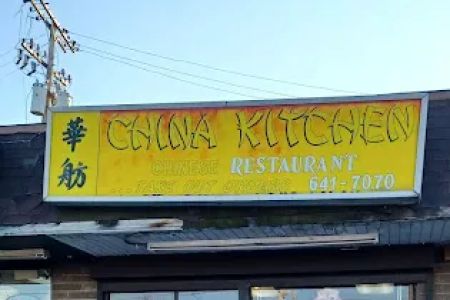 華舫
CHINA KITCHEN
CHINESE RESTAURANT
641-7070